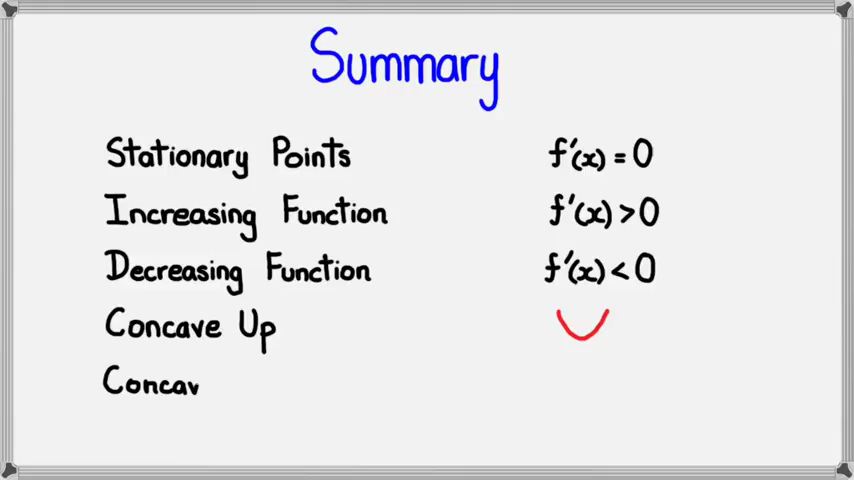 Summary
Stationary Points f'(x) = 0
Increasing Function f'(x) > 0
Decreasing Function f'(x) < 0
Concave Up
Concav